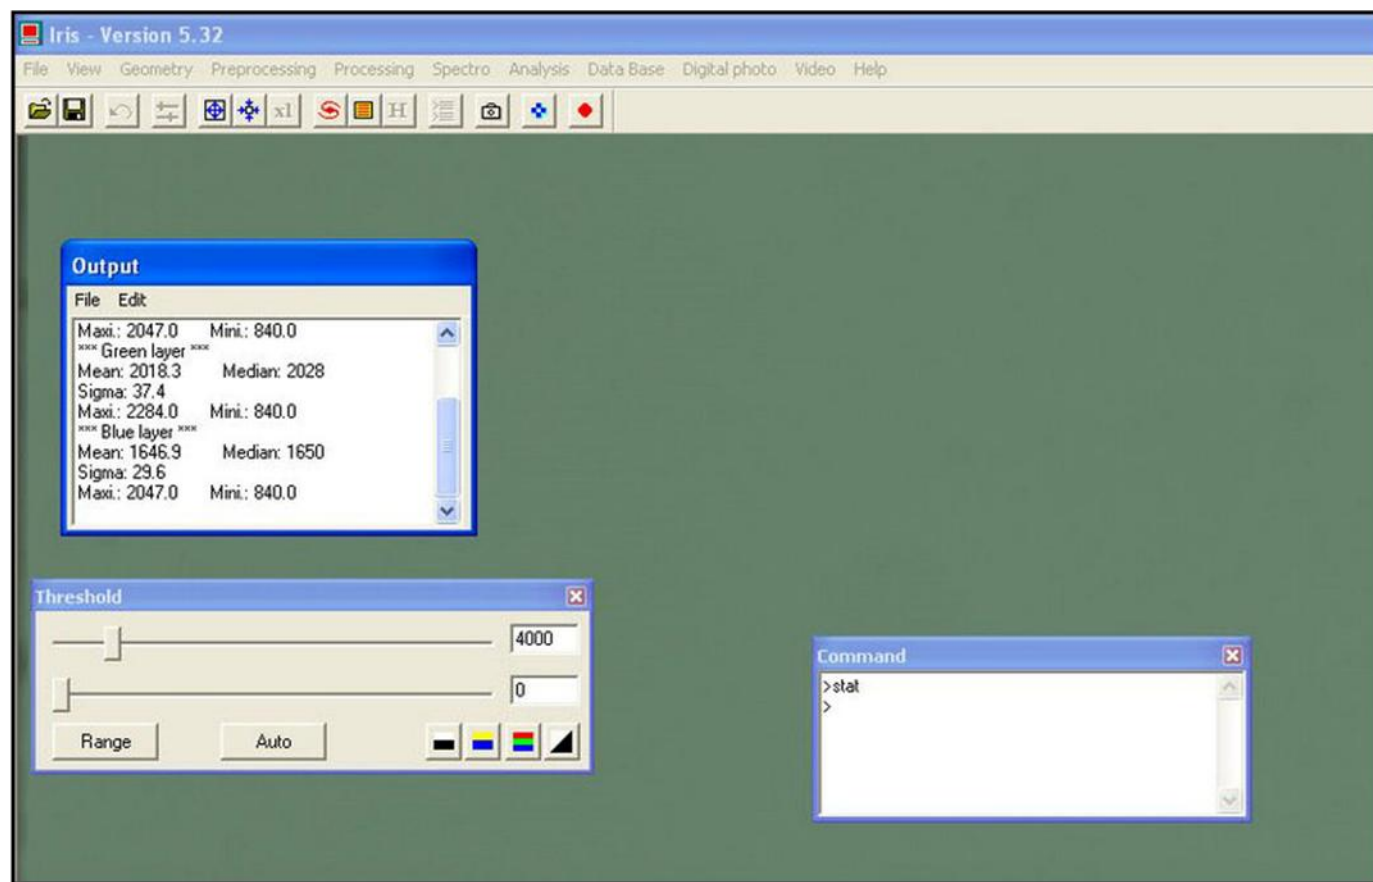 Iris - Version 5.32
File View Geometry Preprocessing Processing Spectro Analysis Data Base Digital photo Video Help
x1 H
Output
File Edit
Maxi.: 2047.0 Mini.: 840.0
*** Green layer ***
Mean: 2018.3 Median: 2028
Sigma: 37.4
Maxi.: 2284.0 Mini.: 840.0
*** Blue layer ***
Mean: 1646.9 Median: 1650
Sigma: 29.6
Maxi.: 2047.0 Mini.: 840.0
Threshold
4000
0
Range Auto
Command
>stat
>